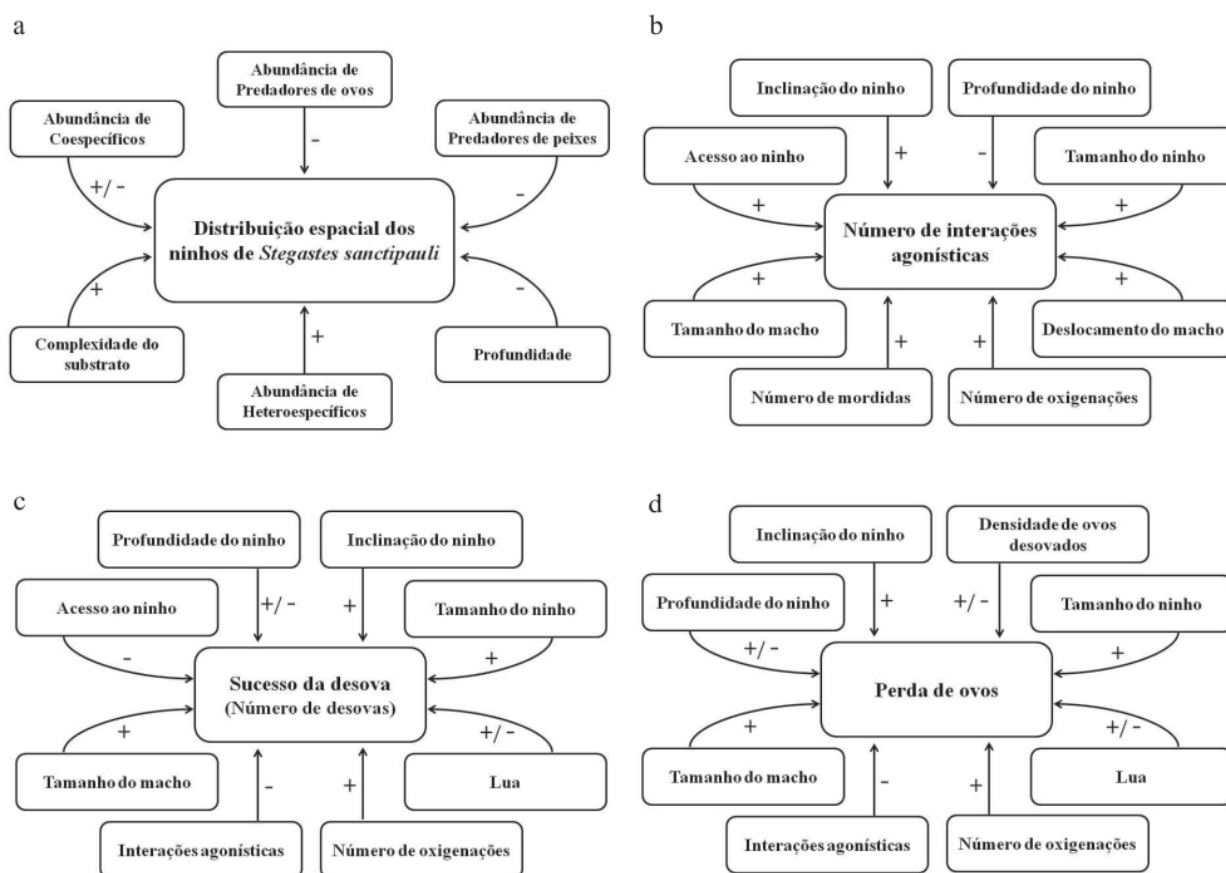 a
Abundância de
Predadores de ovos
Abundância de
Coespecíficos
Abundância de
Predadores de peixes
+/ -
-
-
Distribuição espacial dos
ninhos de Stegastes sanctipauli
+
+
-
Complexidade do
substrato
Abundância de
Heteroespecíficos
Profundidade
b
Inclinação do ninho
Profundidade do ninho
Acesso ao ninho
Tamanho do ninho
+
-
+
+
Número de interações
agonísticas
+
+
Tamanho do macho
Deslocamento do macho
+
+
Número de mordidas
Número de oxigenações
c
Profundidade do ninho
Inclinação do ninho
Acesso ao ninho
Tamanho do ninho
+/ -
+
-
+
Sucesso da desova
(Número de desovas)
+
+/ -
Tamanho do macho
Lua
-
+
Interações agonísticas
Número de oxigenações
d
Inclinação do ninho
Densidade de ovos
desovados
Profundidade do ninho
Tamanho do ninho
+
+/ -
+/ -
+
Perda de ovos
+
+/ -
Tamanho do macho
Lua
-
+
Interações agonísticas
Número de oxigenações